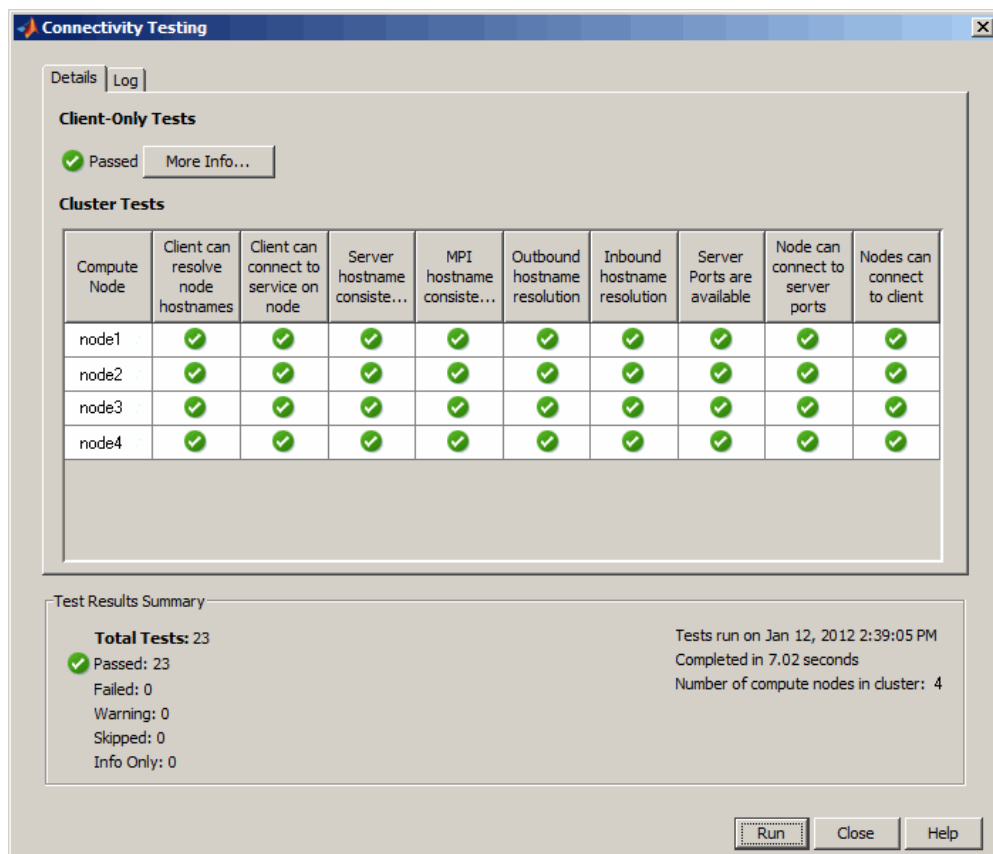 Connectivity Testing
Details
Log
Client-Only Tests
Passed
More Info...
Cluster Tests
Compute
Node
Client can
resolve
node
hostnames
Client can
connect to
service on
node
Server
hostname
consiste...
MPI
hostname
consiste...
Outbound
hostname
resolution
Inbound
hostname
resolution
Server
Ports are
available
Node can
connect to
server
ports
Nodes can
connect
to client
node1
node2
node3
node4
Test Results Summary
Total Tests: 23
Passed: 23
Failed: 0
Warning: 0
Skipped: 0
Info Only: 0
Tests run on Jan 12, 2012 2:39:05 PM
Completed in 7.02 seconds
Number of compute nodes in cluster: 4
Run
Close
Help